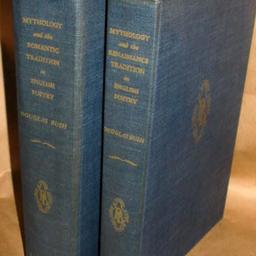 MYTHOLOGY
and the
ROMANTIC
TRADITION
in
ENGLISH
POETRY
DOUGLAS BUSH
MYTHOLOGY
and the
RENAISSANCE
TRADITION
in
ENGLISH
POETRY
DOUGLAS BUSH